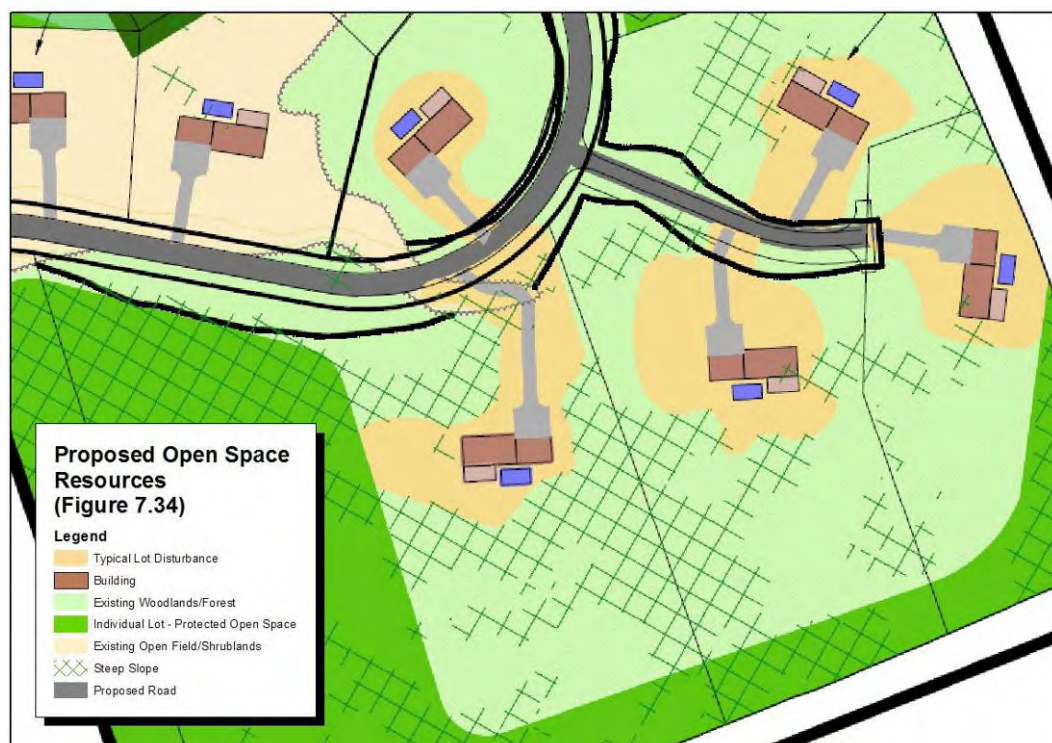 Proposed Open Space
Resources
(Figure 7.34)
Legend
Typical Lot Disturbance
Building
Existing Woodlands/Forest
Individual Lot - Protected Open Space
Existing Open Field/Shrublands
Steep Slope
Proposed Road